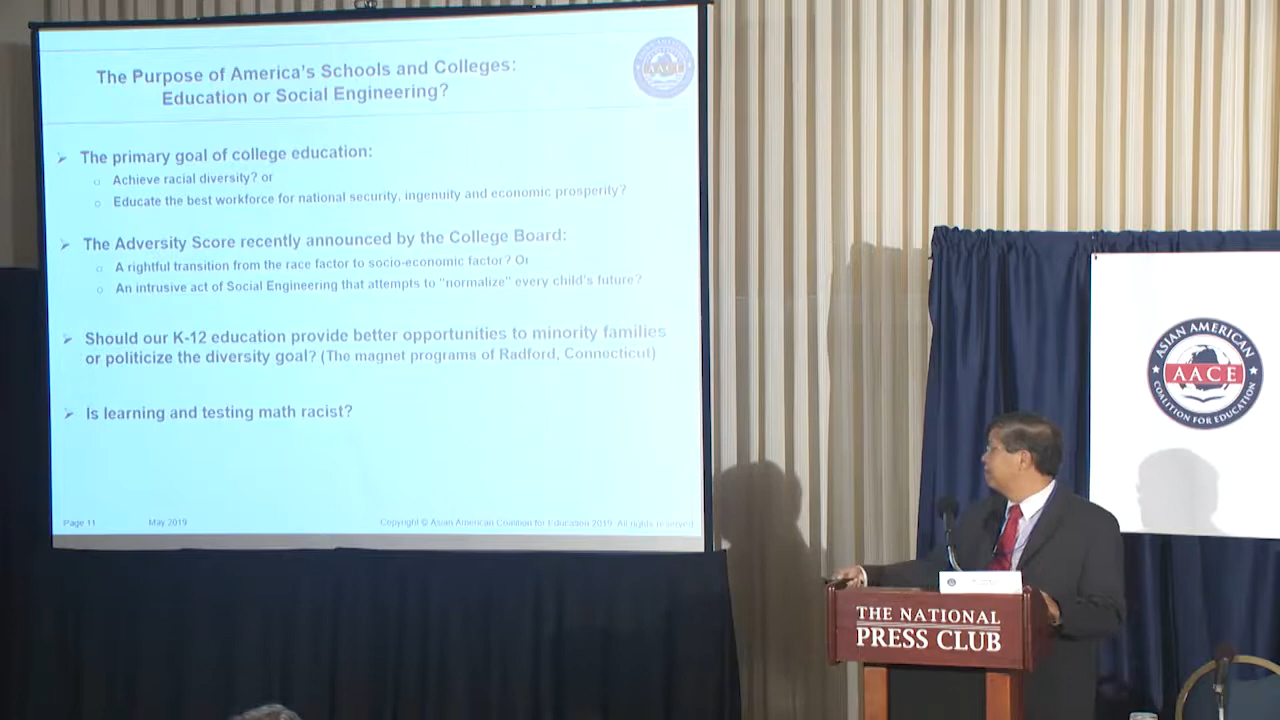 The Purpose of America's Schools and Colleges:
Education or Social Engineering?
AACE
➢ The primary goal of college education:
○ Achieve racial diversity? or
○ Educate the best workforce for national security, ingenuity and economic prosperity?
➢ The Adversity Score recently announced by the College Board:
○ A rightful transition from the race factor to socio-economic factor? Or
○ An intrusive act of Social Engineering that attempts to "normalize" every child's future?
➢ Should our K-12 education provide better opportunities to minority families
or politicize the diversity goal? (The magnet programs of Radford, Connecticut)
➢ Is learning and testing math racist?
Page 11 May 2019 Copyright © Asian American Coalition for Education 2019. All rights reserved
ASIAN AMERICAN
AACE
COALITION FOR EDUCATION
THE NATIONAL
PRESS CLUB